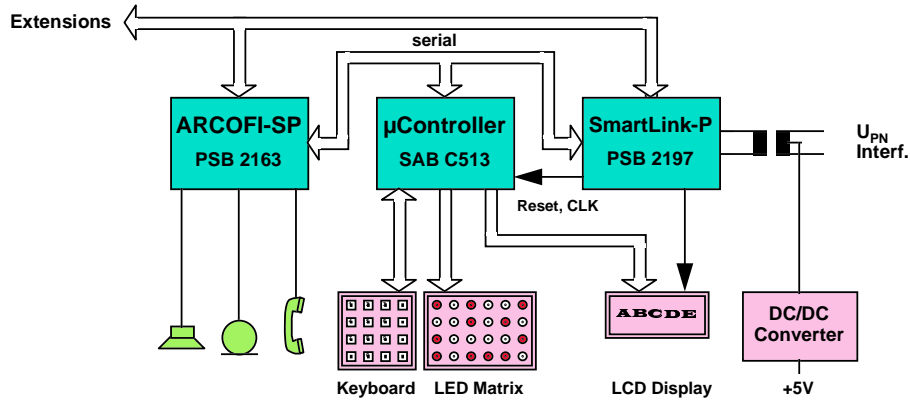 Extensions
serial
ARCOFI-SP
PSB 2163
µController
SAB C513
SmartLink-P
PSB 2197
UPN
Interf.
Reset, CLK
ABCDE
DC/DC
Converter
Keyboard
LED Matrix
LCD Display
+5V